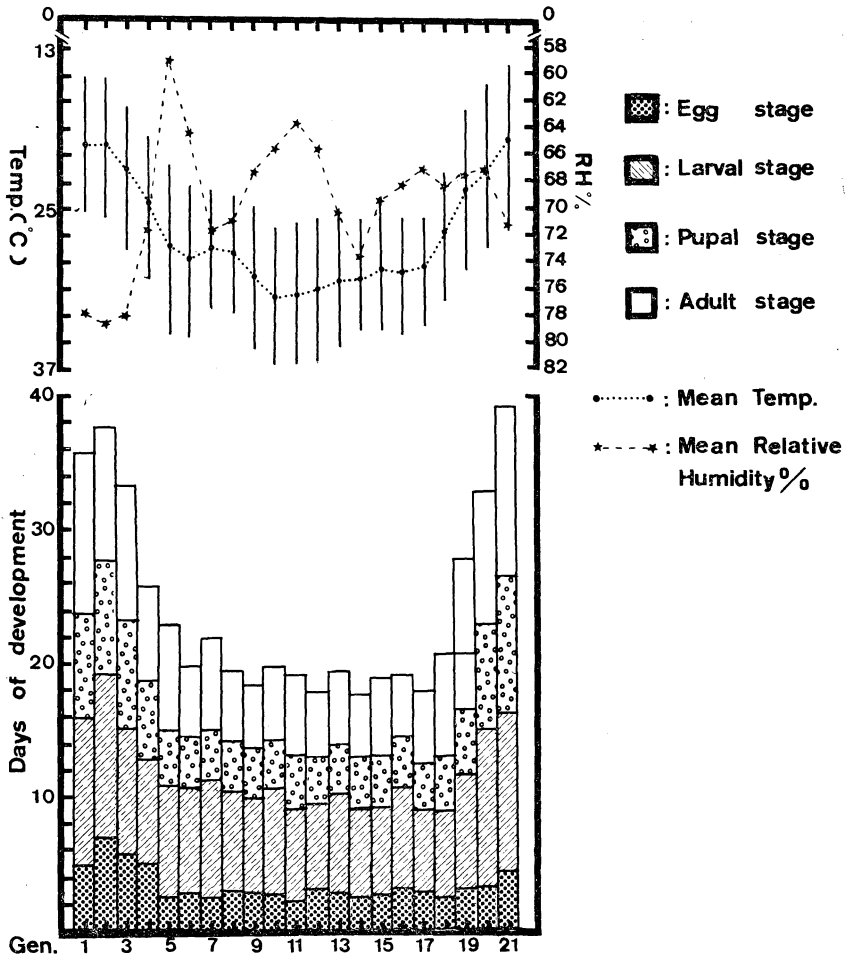 0
13
25
37
Temp.(°C)
0
58
60
62
64
66
68
70
72
74
76
78
80
82
RH%
: Egg stage
: Larval stage
: Pupal stage
: Adult stage
: Mean Temp.
: Mean Relative
Humidity %
40
30
20
10
Days of development
Gen. 1 3 5 7 9 11 13 15 17 19 21